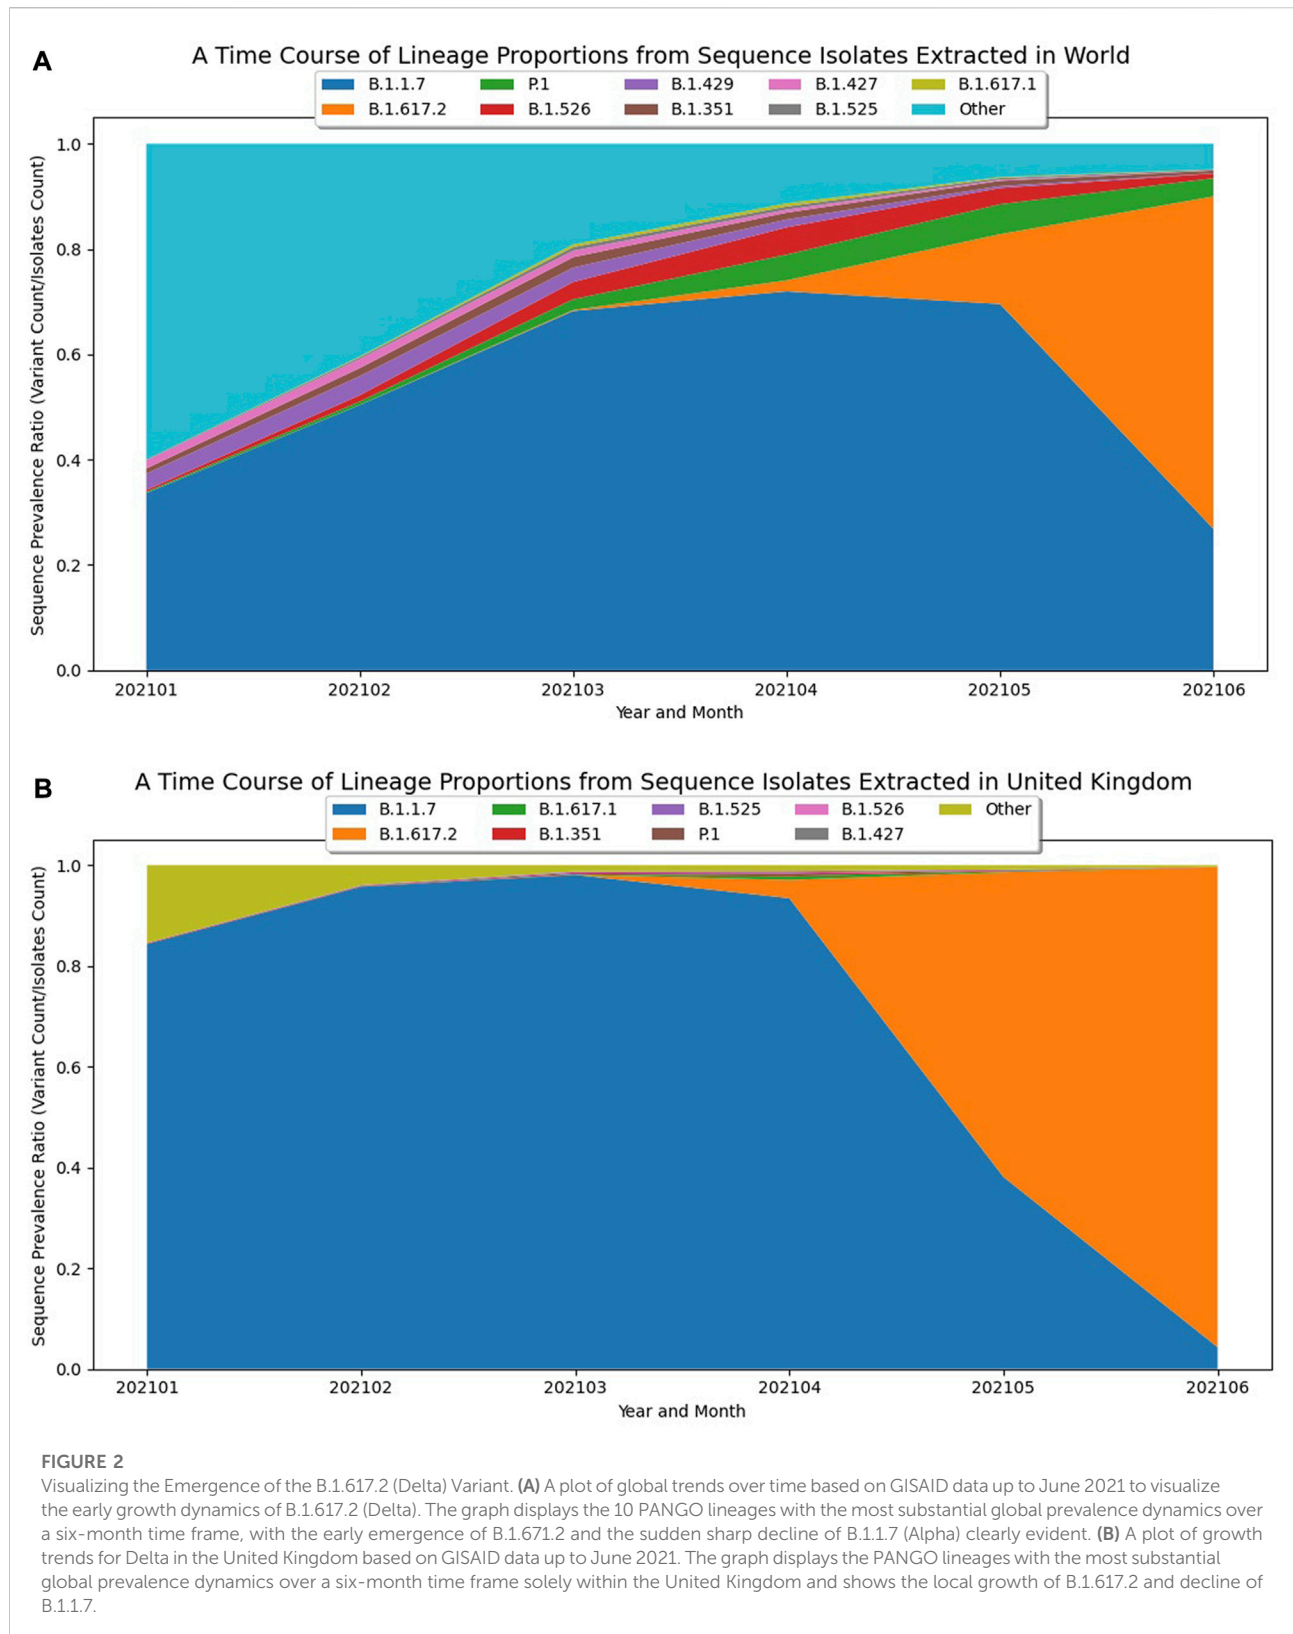 A
A Time Course of Lineage Proportions from Sequence Isolates Extracted in World
B.1.1.7 P.1 B.1.429 B.1.427 B.1.617.1
B.1.617.2 B.1.526 B.1.351 B.1.525 Other
Sequence Prevalence Ratio (Variant Count/Isolates Count)
1.0
0.8
0.6
0.4
0.2
0.0
202101 202102 202103 202104 202105 202106
Year and Month
B
A Time Course of Lineage Proportions from Sequence Isolates Extracted in United Kingdom
B.1.1.7 B.1.617.1 B.1.525 B.1.526 Other
B.1.617.2 B.1.351 P.1 B.1.427
Sequence Prevalence Ratio (Variant Count/Isolates Count)
1.0
0.8
0.6
0.4
0.2
0.0
202101 202102 202103 202104 202105 202106
Year and Month
FIGURE 2
Visualizing the Emergence of the B.1.617.2 (Delta) Variant. (A) A plot of global trends over time based on GISAID data up to June 2021 to visualize
the early growth dynamics of B.1.617.2 (Delta). The graph displays the 10 PANGO lineages with the most substantial global prevalence dynamics over
a six-month time frame, with the early emergence of B.1.671.2 and the sudden sharp decline of B.1.1.7 (Alpha) clearly evident. (B) A plot of growth
trends for Delta in the United Kingdom based on GISAID data up to June 2021. The graph displays the PANGO lineages with the most substantial
global prevalence dynamics over a six-month time frame solely within the United Kingdom and shows the local growth of B.1.617.2 and decline of
B.1.1.7.